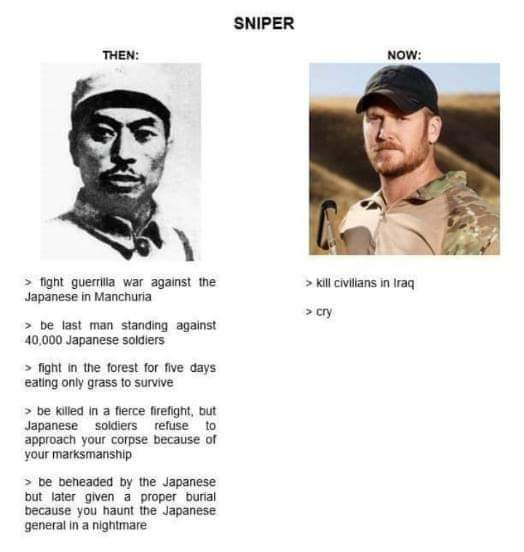 SNIPER
THEN:
> fight guerrilla war against the
Japanese in Manchuria
> be last man standing against
40,000 Japanese soldiers
> fight in the forest for five days
eating only grass to survive
> be killed in a fierce firefight, but
Japanese soldiers refuse to
approach your corpse because of
your marksmanship
> be beheaded by the Japanese
but later given a proper burial
because you haunt the Japanese
general in a nightmare
NOW:
> kill civilians in Iraq
> cry